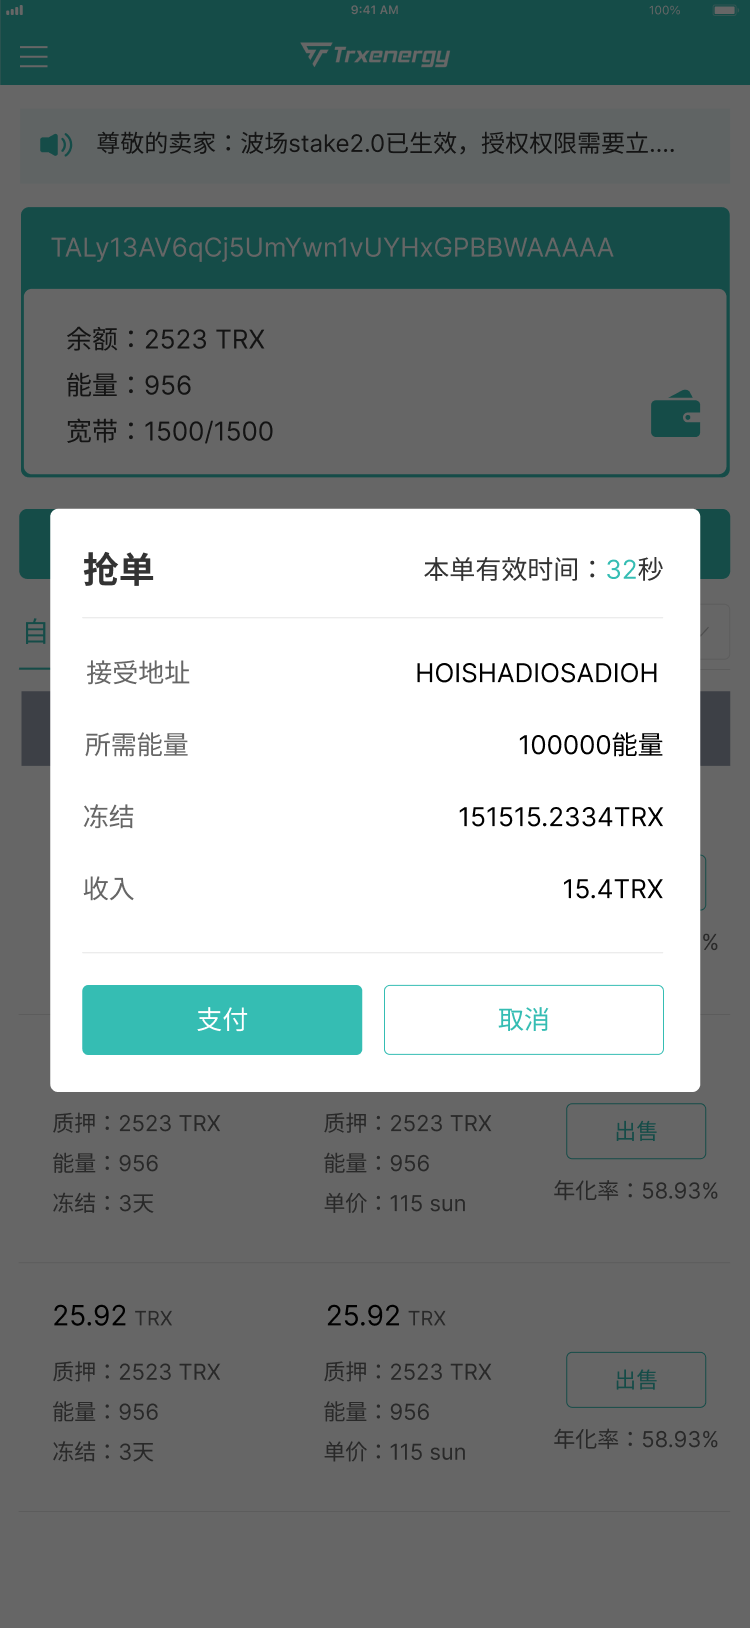 9:41 AM
100%
Trxenergy
尊敬的卖家：波场stake2.0已生效，授权权限需要立....
TALy13AV6qCj5UmYwn1vUYHxGPBBWAAAAA
余额：2523 TRX
能量：956
宽带：1500/1500
抢单
本单有效时间：32秒
自
接受地址
HOISHADIOSADIOH
所需能量
100000能量
冻结
151515.2334TRX
收入
15.4TRX
%
支付
取消
质押：2523 TRX
质押：2523 TRX
出售
能量：956
能量：956
年化率：58.93%
冻结：3天
单价：115 sun
25.92 TRX
25.92 TRX
质押：2523 TRX
质押：2523 TRX
出售
能量：956
能量：956
年化率：58.93%
冻结：3天
单价：115 sun